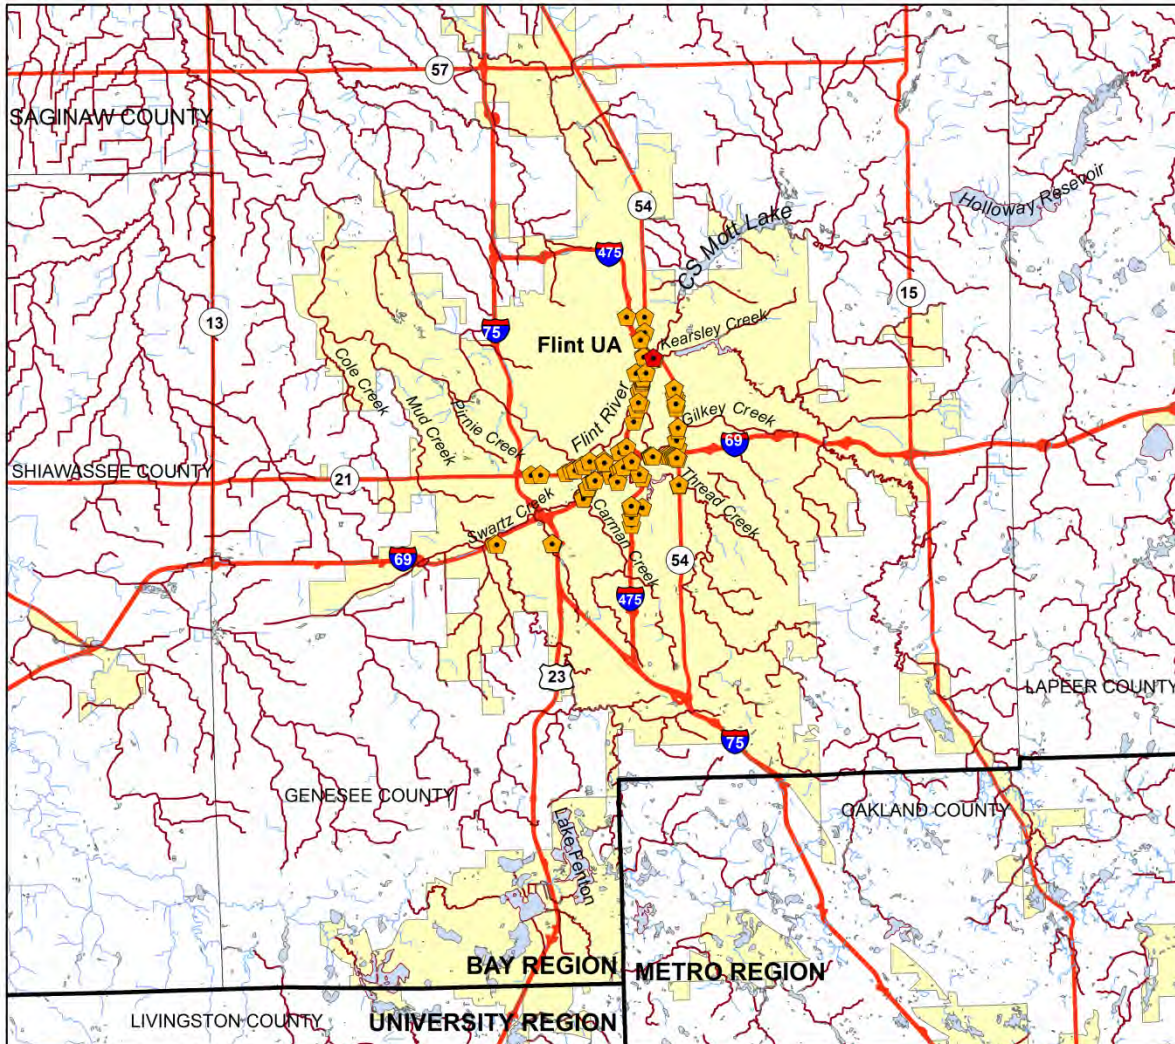 57
SAGINAW COUNTY
Holloway Resevoir
54
CS Mott Lake
475
15
13
75
Flint UA
Kearsley Creek
Cole Creek
Mud Creek
Pirnie Creek
Flint River
Gilkey Creek
69
SHIAWASSEE COUNTY
21
Thread Creek
Swartz Creek
Carman Creek
69
54
475
23
LAPEER COUNTY
75
GENESEE COUNTY
OAKLAND COUNTY
Lake Fenton
BAY REGION
METRO REGION
LIVINGSTON COUNTY
UNIVERSITY REGION